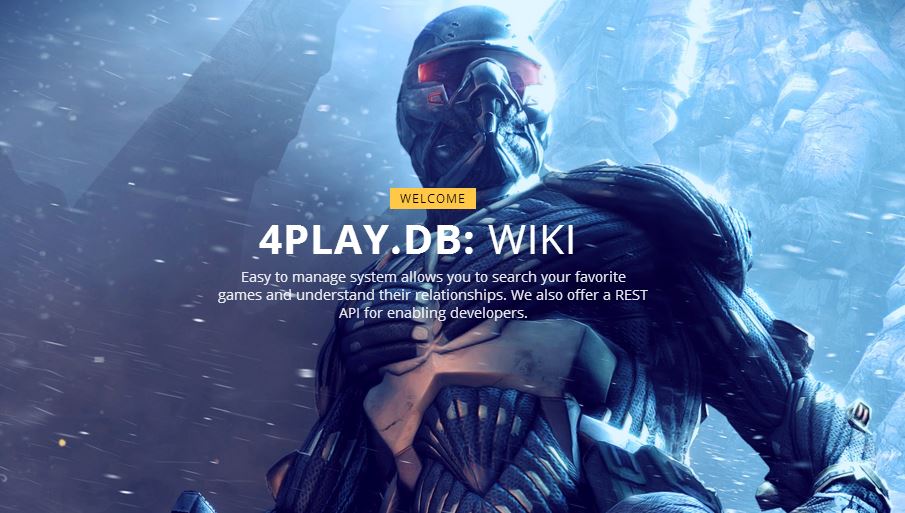 WELCOME
4PLAY.DB: WIKI
Easy to manage system allows you to search your favorite
games and understand their relationships. We also offer a REST
API for enabling developers.